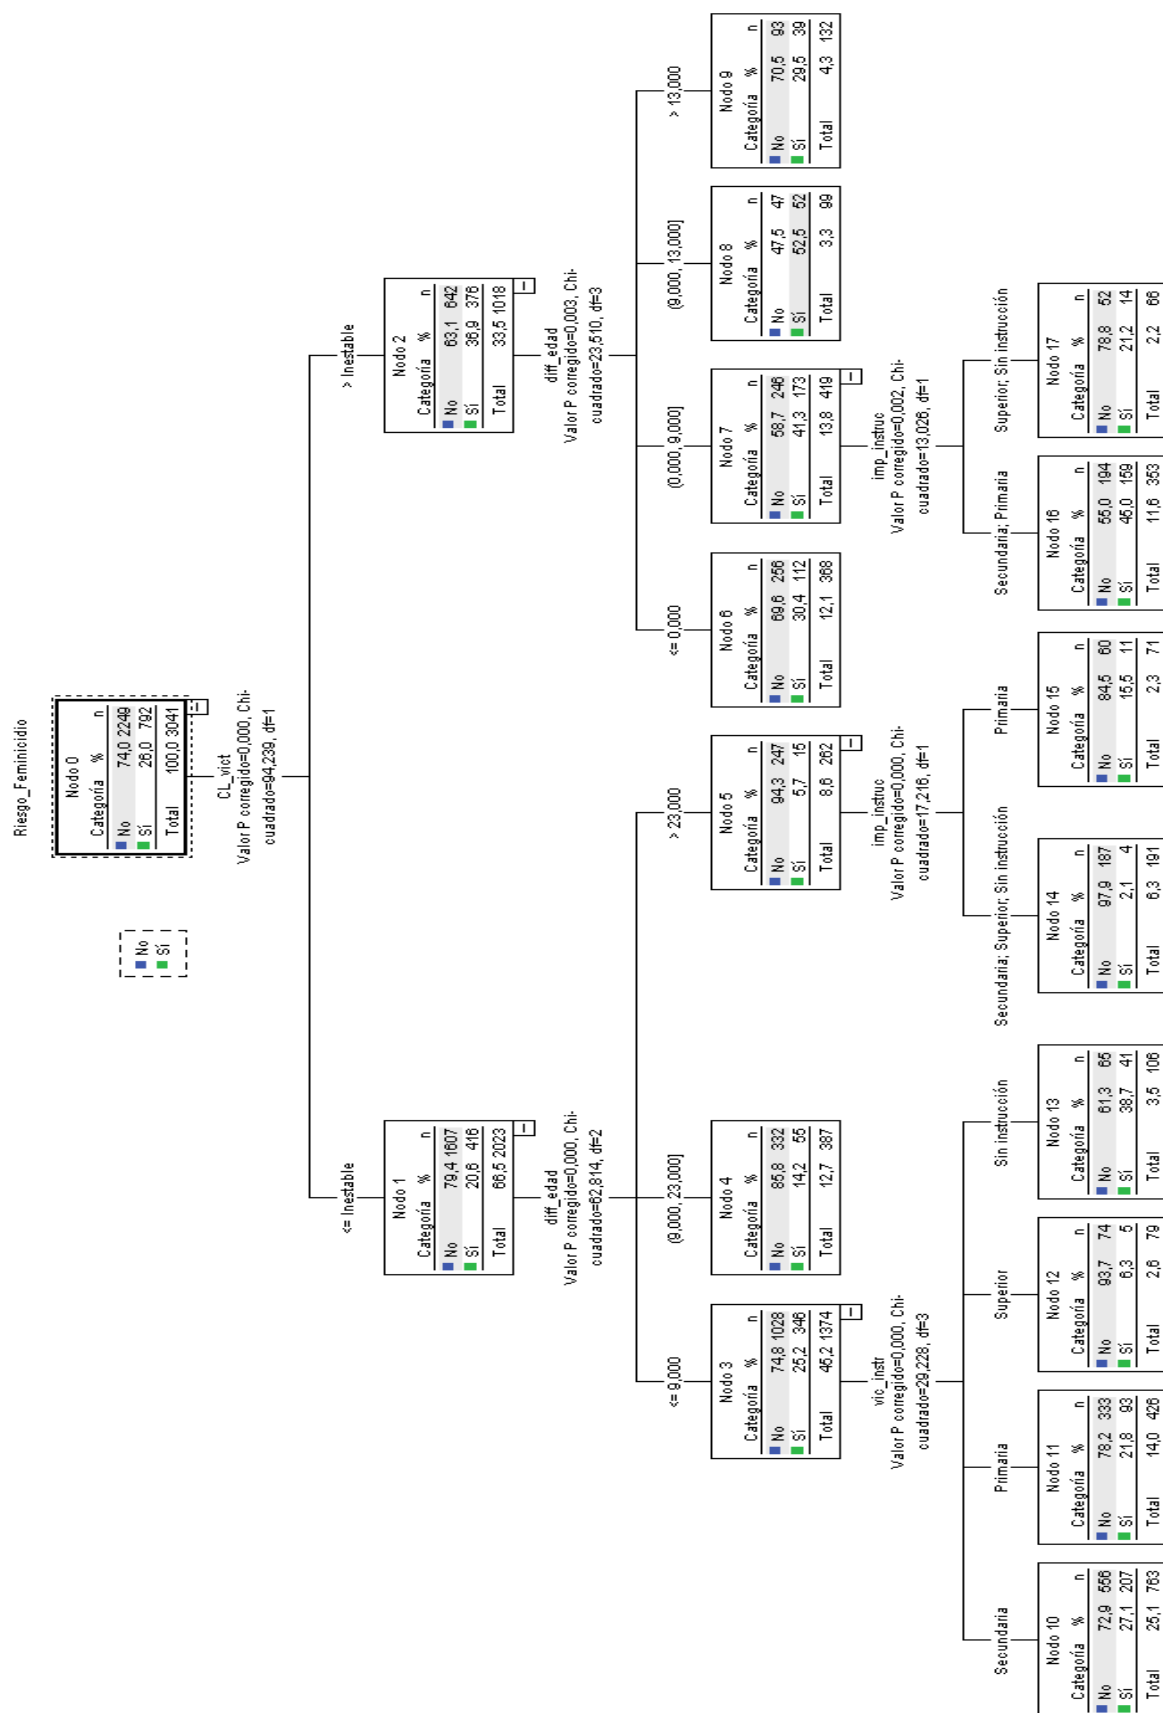 Riesgo_Feminicidio
Nodo 0
Categoría % n
No 74,0 2249
Sí 26,0 792
Total 100,0 3041
No
Sí
CL_vict
Valor P corregido=0,000, Chi-
cuadrado=94,239, df=1
<= Inestable
> Inestable
Nodo 1
Categoría % n
No 79,4 1607
Sí 20,6 416
Total 66,5 2023
Nodo 2
Categoría % n
No 63,1 642
Sí 36,9 376
Total 33,5 1018
diff_edad
Valor P corregido=0,000, Chi-
cuadrado=62,814, df=2
diff_edad
Valor P corregido=0,003, Chi-
cuadrado=23,510, df=3
<= 9,000
(9,000, 23,000]
> 23,000
<= 0,000
(0,000, 9,000]
(9,000, 13,000]
> 13,000
Nodo 3
Categoría % n
No 74,8 1028
Sí 25,2 346
Total 45,2 1374
Nodo 4
Categoría % n
No 85,8 332
Sí 14,2 55
Total 12,7 387
Nodo 5
Categoría % n
No 94,3 247
Sí 5,7 15
Total 8,6 262
Nodo 6
Categoría % n
No 69,6 256
Sí 30,4 112
Total 12,1 368
Nodo 7
Categoría % n
No 58,7 246
Sí 41,3 173
Total 13,8 419
Nodo 8
Categoría % n
No 47,5 47
Sí 52,5 52
Total 3,3 99
Nodo 9
Categoría % n
No 70,5 93
Sí 29,5 39
Total 4,3 132
vic_instr
Valor P corregido=0,000, Chi-
cuadrado=29,228, df=3
imp_instruc
Valor P corregido=0,000, Chi-
cuadrado=17,216, df=1
imp_instruc
Valor P corregido=0,002, Chi-
cuadrado=13,026, df=1
Secundaria
Primaria
Superior
Sin instrucción
Secundaria; Superior; Sin instrucción
Primaria
Secundaria; Primaria
Superior; Sin instrucción
Nodo 10
Categoría % n
No 72,9 556
Sí 27,1 207
Total 25,1 763
Nodo 11
Categoría % n
No 78,2 333
Sí 21,8 93
Total 14,0 426
Nodo 12
Categoría % n
No 93,7 74
Sí 6,3 5
Total 2,6 79
Nodo 13
Categoría % n
No 61,3 65
Sí 38,7 41
Total 3,5 106
Nodo 14
Categoría % n
No 97,9 187
Sí 2,1 4
Total 6,3 191
Nodo 15
Categoría % n
No 84,5 60
Sí 15,5 11
Total 2,3 71
Nodo 16
Categoría % n
No 55,0 194
Sí 45,0 159
Total 11,6 353
Nodo 17
Categoría % n
No 78,8 52
Sí 21,2 14
Total 2,2 66